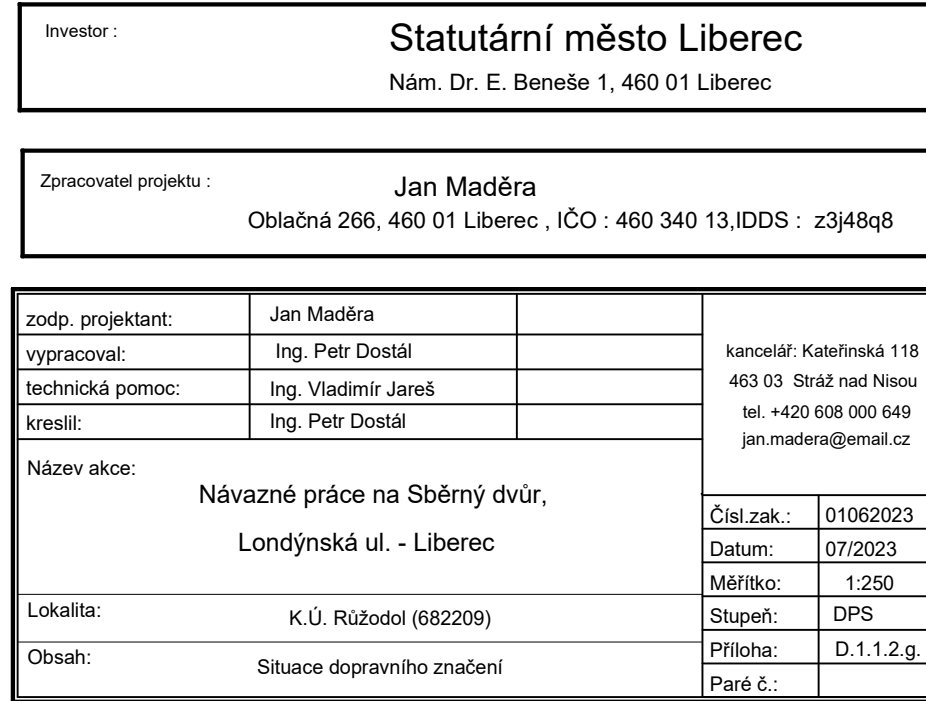 Investor :
Statutární město Liberec
Nám. Dr. E. Beneše 1, 460 01 Liberec
Zpracovatel projektu :
Jan Maděra
Oblačná 266, 460 01 Liberec , IČO : 460 340 13,IDDS : z3j48q8
zodp. projektant: Jan Maděra
vypracoval: Ing. Petr Dostál
technická pomoc: Ing. Vladimír Jareš
kreslil: Ing. Petr Dostál
kancelář: Kateřinská 118
463 03 Stráž nad Nisou
tel. +420 608 000 649
jan.madera@email.cz
Název akce:
Návazné práce na Sběrný dvůr,
Londýnská ul. - Liberec
Lokalita: K.Ú. Růžodol (682209)
Obsah: Situace dopravního značení
Čísl.zak.: 01062023
Datum: 07/2023
Měřítko: 1:250
Stupeň: DPS
Příloha: D.1.1.2.g.
Paré č.: